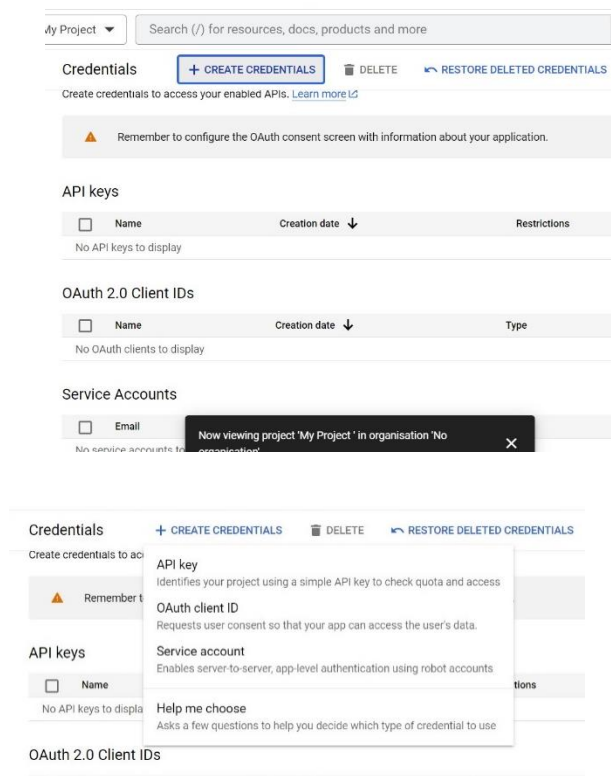 My Project
Search (/) for resources, docs, products and more
Credentials + CREATE CREDENTIALS DELETE RESTORE DELETED CREDENTIALS
Create credentials to access your enabled APIs. Learn more
Remember to configure the OAuth consent screen with information about your application.
API keys
Name Creation date Restrictions
No API keys to display
OAuth 2.0 Client IDs
Name Creation date Type
No OAuth clients to display
Service Accounts
Email
Now viewing project 'My Project ' in organisation 'No
organisation'
No service accounts to
Credentials + CREATE CREDENTIALS DELETE RESTORE DELETED CREDENTIALS
Create credentials to ac
API key
Identifies your project using a simple API key to check quota and access
Remember t
OAuth client ID
Requests user consent so that your app can access the user's data.
Service account
Enables server-to-server, app-level authentication using robot accounts
API keys
Name tions
No API keys to displa
Help me choose
Asks a few questions to help you decide which type of credential to use
OAuth 2.0 Client IDs